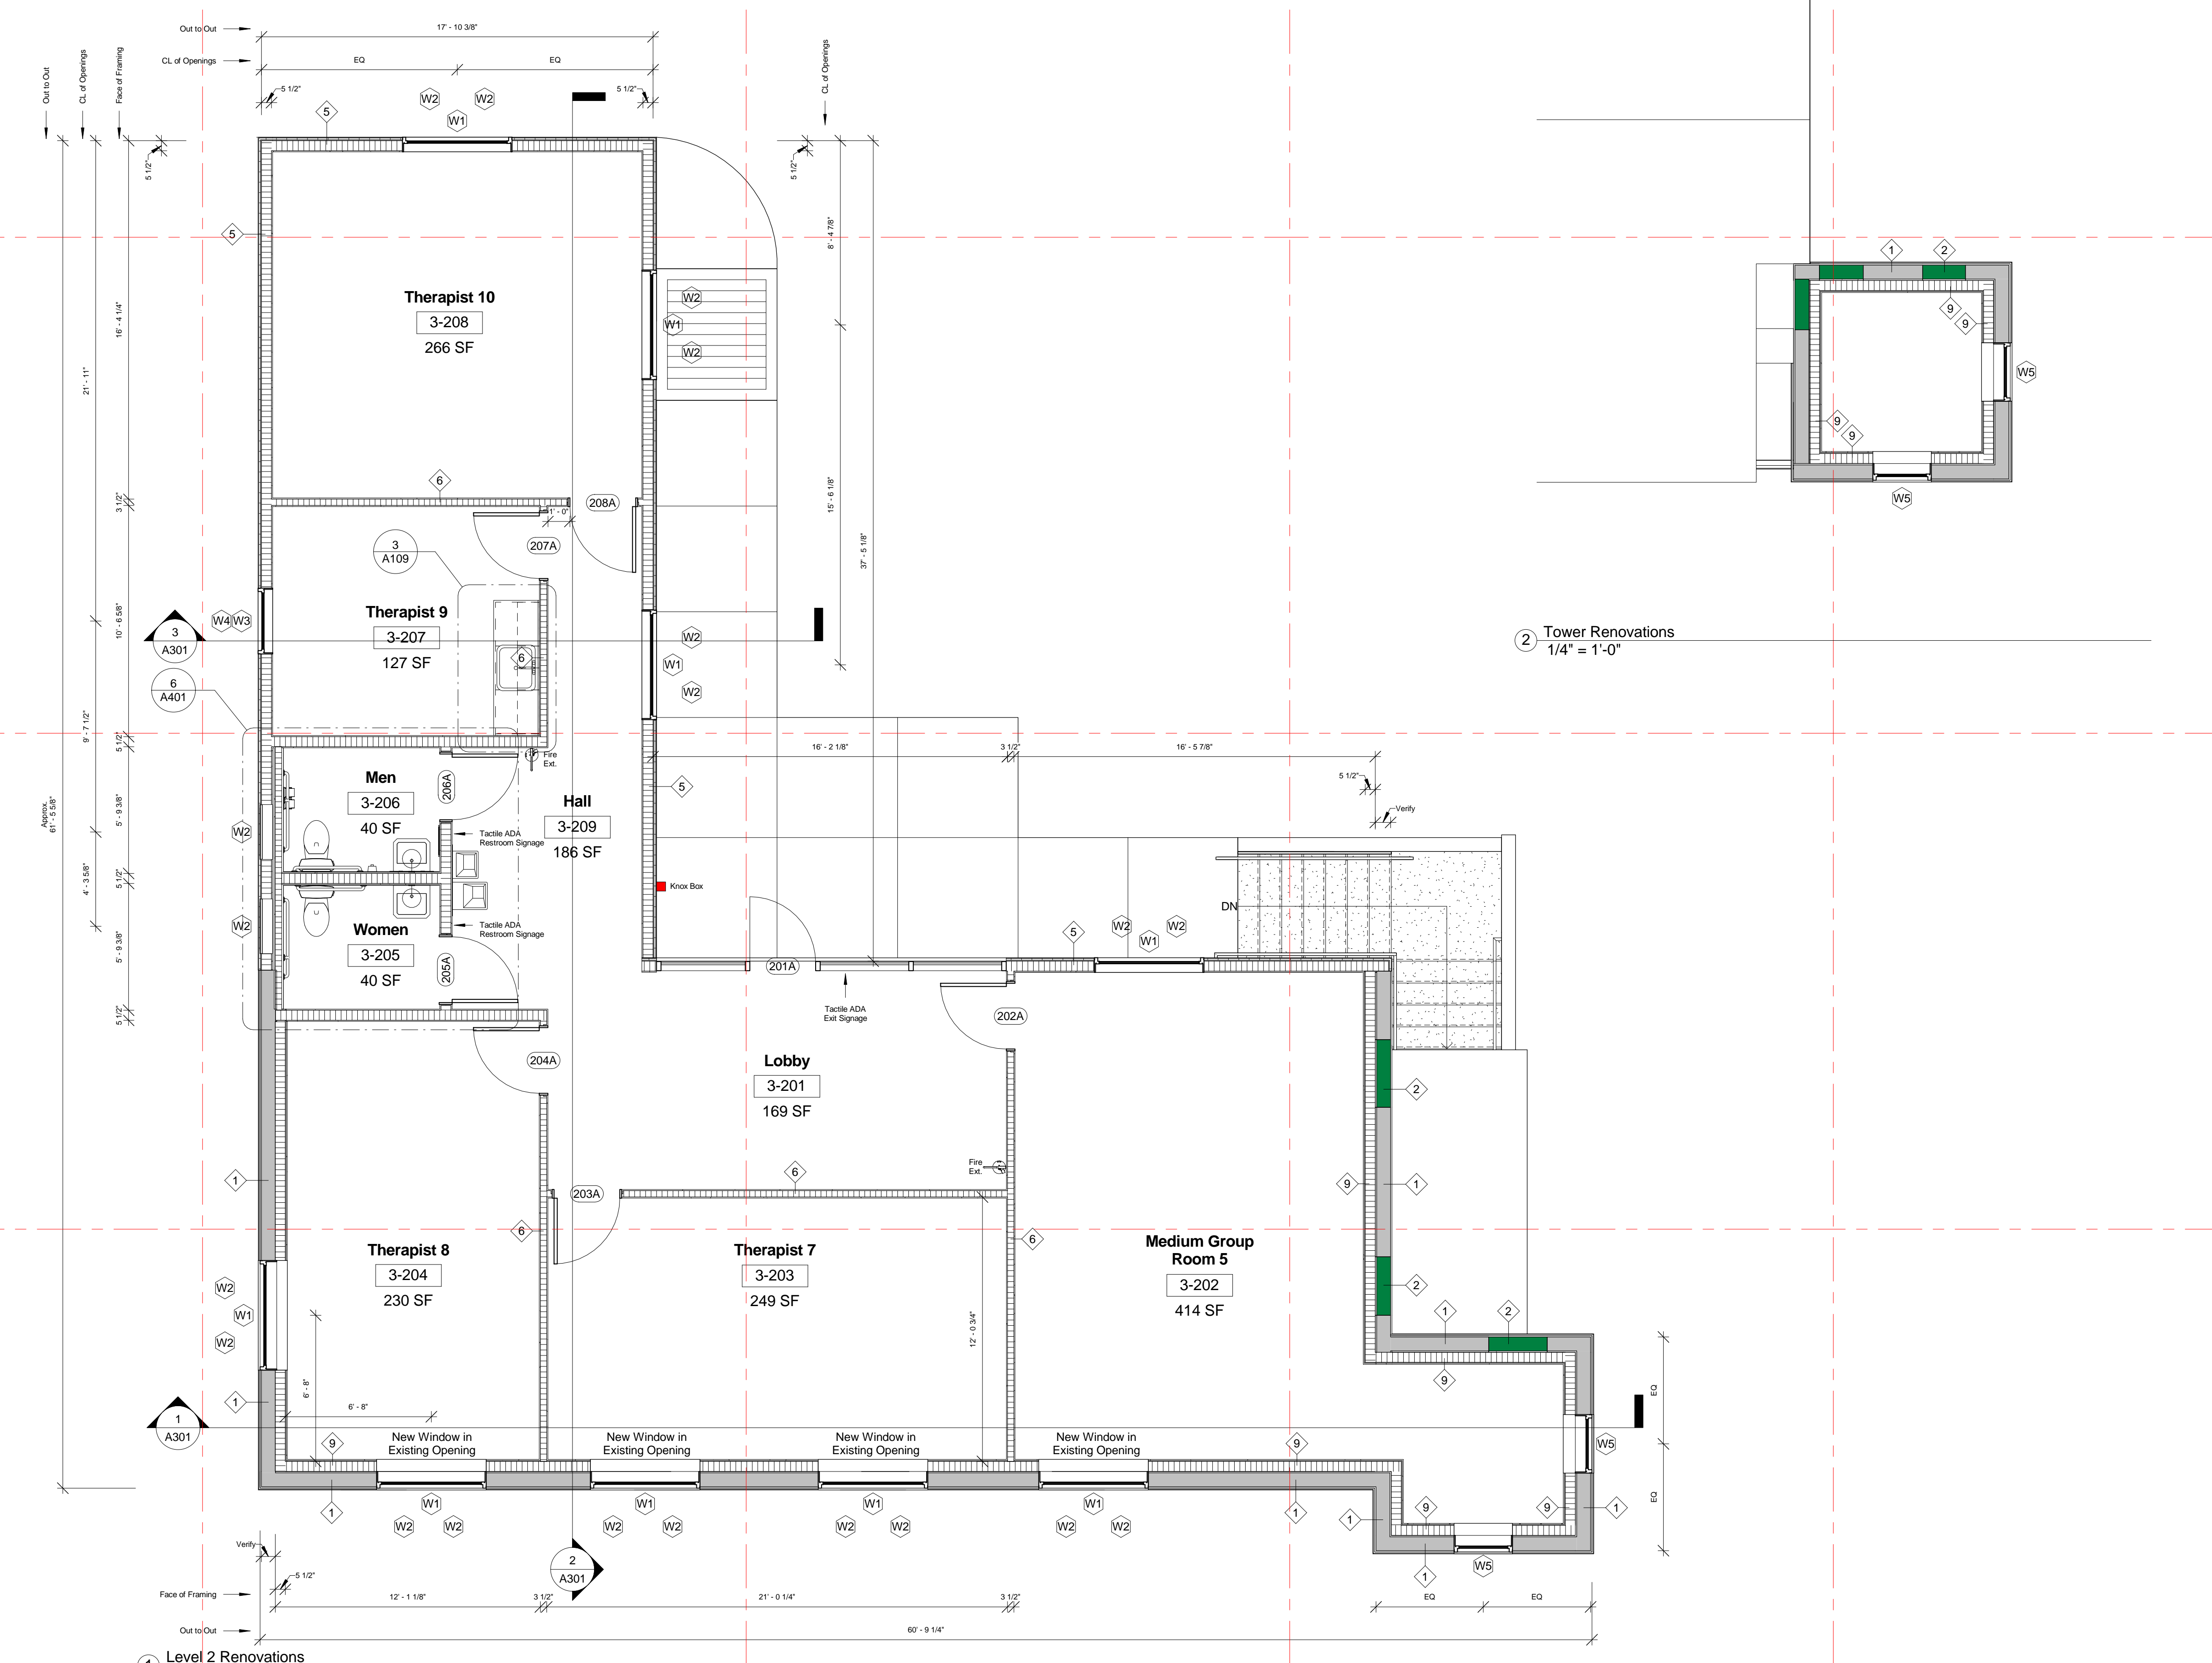 Out to Out
17' - 10 3/8"
CL of Openings
EQ
EQ
Out to Out
CL of Openings
Face of Framing
CL of Openings
5 1/2"
5 1/2"
W2
W2
W1
5
5 1/2"
5 1/2"
5
8' - 4 7/8"
1
2
Therapist 10
3-208
266 SF
W2
W1
W2
9
9
W5
16' - 4 1/4"
21' - 11"
9
9
6
W5
3 1/2"
208A
1' - 0"
15' - 6 1/8"
207A
3
A109
37' - 5 1/8"
Therapist 9
3-207
127 SF
10' - 6 5/8"
W4
W3
3
A301
6
W2
W1
W2
2
Tower Renovations
1/4" = 1'-0"
6
A401
9' - 7 1/2"
5 1/2"
16' - 2 1/8"
3 1/2"
16' - 5 7/8"
Fire
Ext.
5 1/2"
Men
3-206
40 SF
206A
5
Hall
3-209
186 SF
Verify
Approx.
61' - 5 5/8"
5' - 9 3/8"
W2
Tactile ADA
Restroom Signage
5 1/2"
4' - 3 5/8"
Knox Box
DN
W2
Women
3-205
40 SF
Tactile ADA
Restroom Signage
5
W2
W2
W1
5' - 9 3/8"
205A
201A
5 1/2"
Tactile ADA
Exit Signage
202A
204A
Lobby
3-201
169 SF
2
Fire
Ext.
1
6
9
1
203A
6
6
Therapist 8
3-204
230 SF
Therapist 7
3-203
249 SF
Medium Group
Room 5
3-202
414 SF
2
W2
W1
W2
1
2
12' - 0 3/4"
6' - 8"
9
EQ
6' - 8"
1
1
A301
New Window in
Existing Opening
New Window in
Existing Opening
New Window in
Existing Opening
New Window in
Existing Opening
9
9
W5
EQ
1
W1
W2
W2
W1
W2
W2
W1
W2
W2
W1
W2
W2
1
1
9
9
1
Verify
2
A301
W5
1
5 1/2"
Face of Framing
12' - 1 1/8"
3 1/2"
21' - 0 1/4"
3 1/2"
EQ
EQ
Out to Out
60' - 9 1/4"
1
Level 2 Renovations